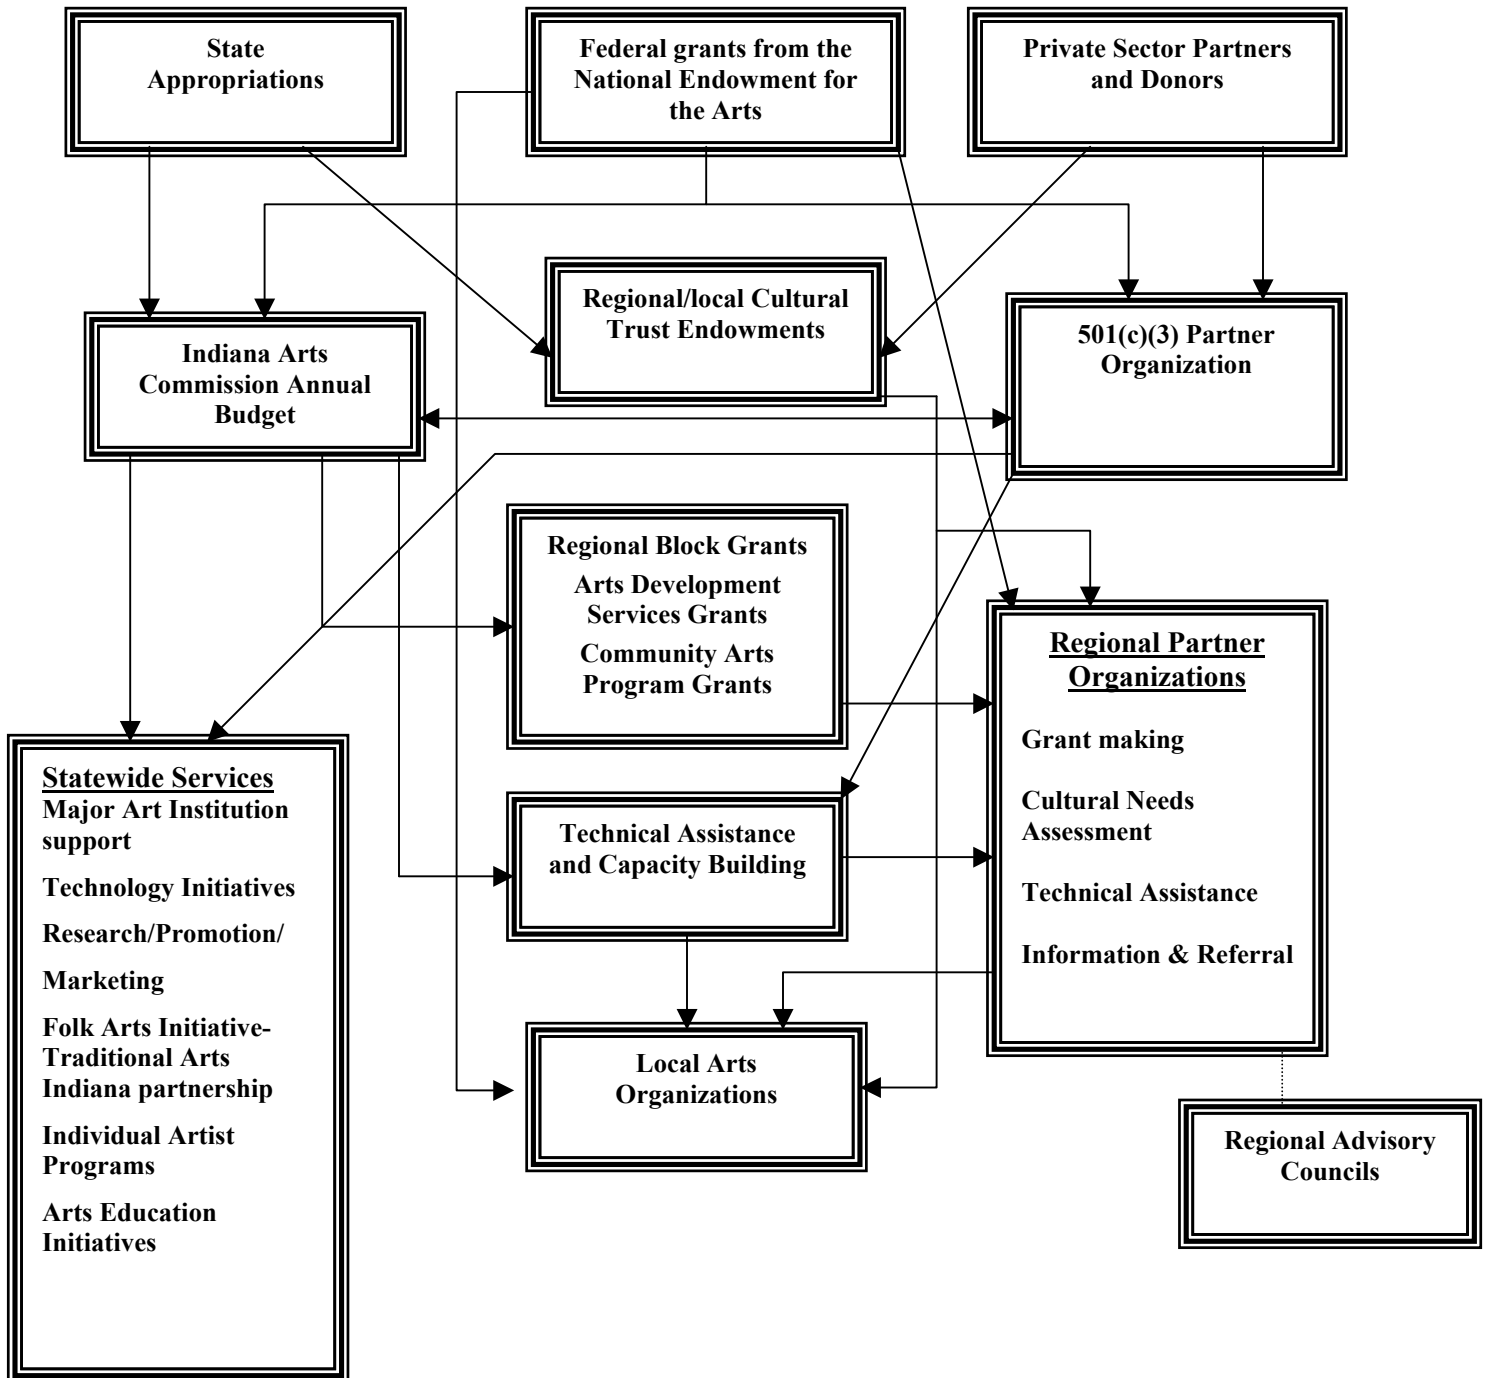 State
Appropriations
Federal grants from the
National Endowment for
the Arts
Private Sector Partners
and Donors
Regional/local Cultural
Trust Endowments
501(c)(3) Partner
Organization
Indiana Arts
Commission Annual
Budget
Regional Block Grants
Arts Development
Services Grants
Community Arts
Program Grants
Regional Partner
Organizations
Grant making
Cultural Needs
Assessment
Technical Assistance
Information & Referral
Statewide Services
Major Art Institution
support
Technology Initiatives
Research/Promotion/
Marketing
Folk Arts Initiative-
Traditional Arts
Indiana partnership
Individual Artist
Programs
Arts Education
Initiatives
Technical Assistance
and Capacity Building
Local Arts
Organizations
Regional Advisory
Councils